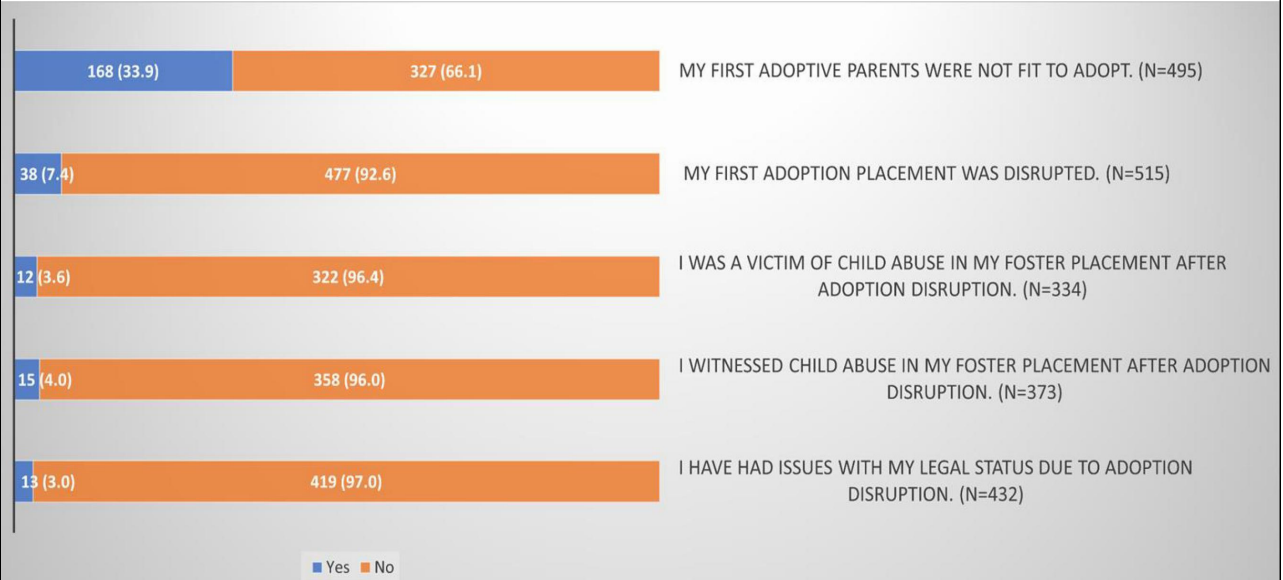 168 (33.9) 327 (66.1) MY FIRST ADOPTIVE PARENTS WERE NOT FIT TO ADOPT. (N=495)
38 (7.4) 477 (92.6) MY FIRST ADOPTION PLACEMENT WAS DISRUPTED. (N=515)
12 (3.6) 322 (96.4) I WAS A VICTIM OF CHILD ABUSE IN MY FOSTER PLACEMENT AFTER
ADOPTION DISRUPTION. (N=334)
15 (4.0) 358 (96.0) I WITNESSED CHILD ABUSE IN MY FOSTER PLACEMENT AFTER ADOPTION
DISRUPTION. (N=373)
13 (3.0) 419 (97.0) I HAVE HAD ISSUES WITH MY LEGAL STATUS DUE TO ADOPTION
DISRUPTION. (N=432)
Yes No